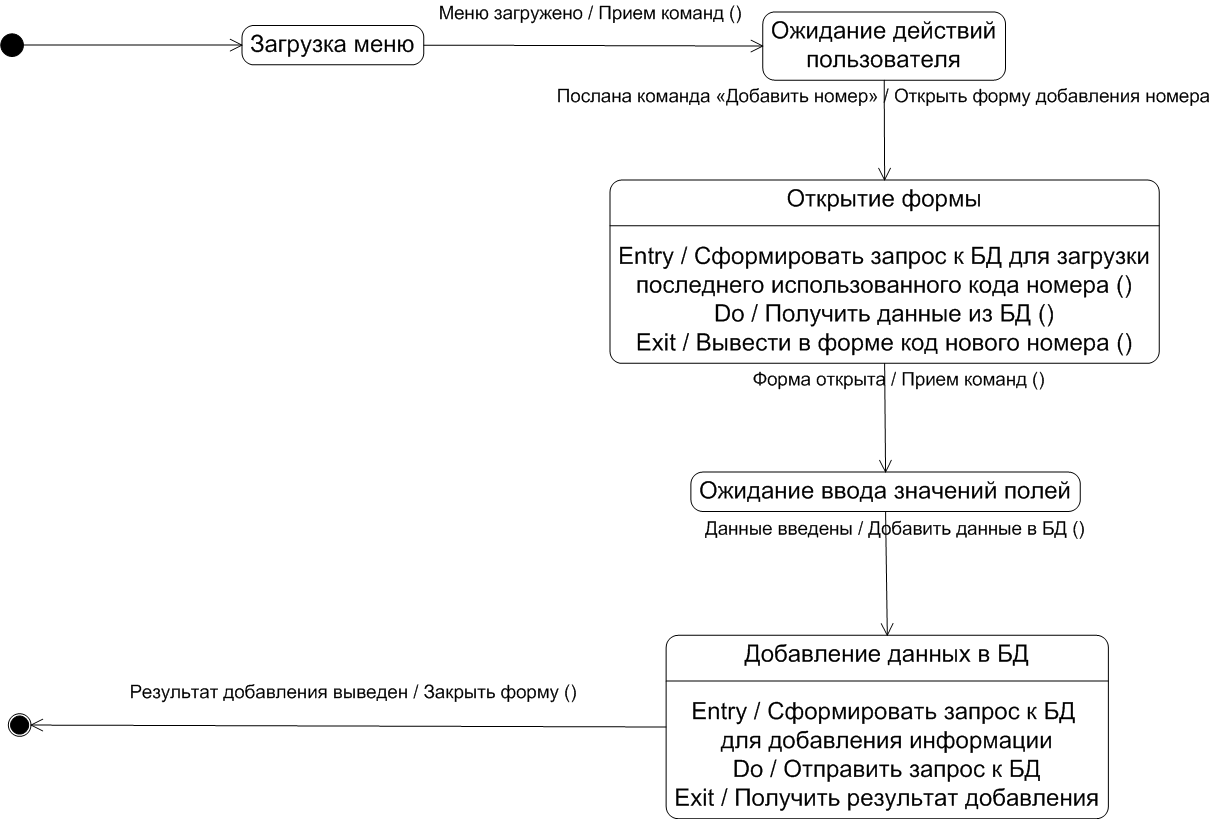 Меню загружено / Прием команд ()
Загрузка меню
Ожидание действий
пользователя
Послана команда «Добавить номер» / Открыть форму добавления номера
Открытие формы
Entry / Сформировать запрос к БД для загрузки
последнего использованного кода номера ()
Do / Получить данные из БД ()
Exit / Вывести в форме код нового номера ()
Форма открыта / Прием команд ()
Ожидание ввода значений полей
Данные введены / Добавить данные в БД ()
Добавление данных в БД
Entry / Сформировать запрос к БД
для добавления информации
Do / Отправить запрос к БД
Exit / Получить результат добавления
Результат добавления выведен / Закрыть форму ()